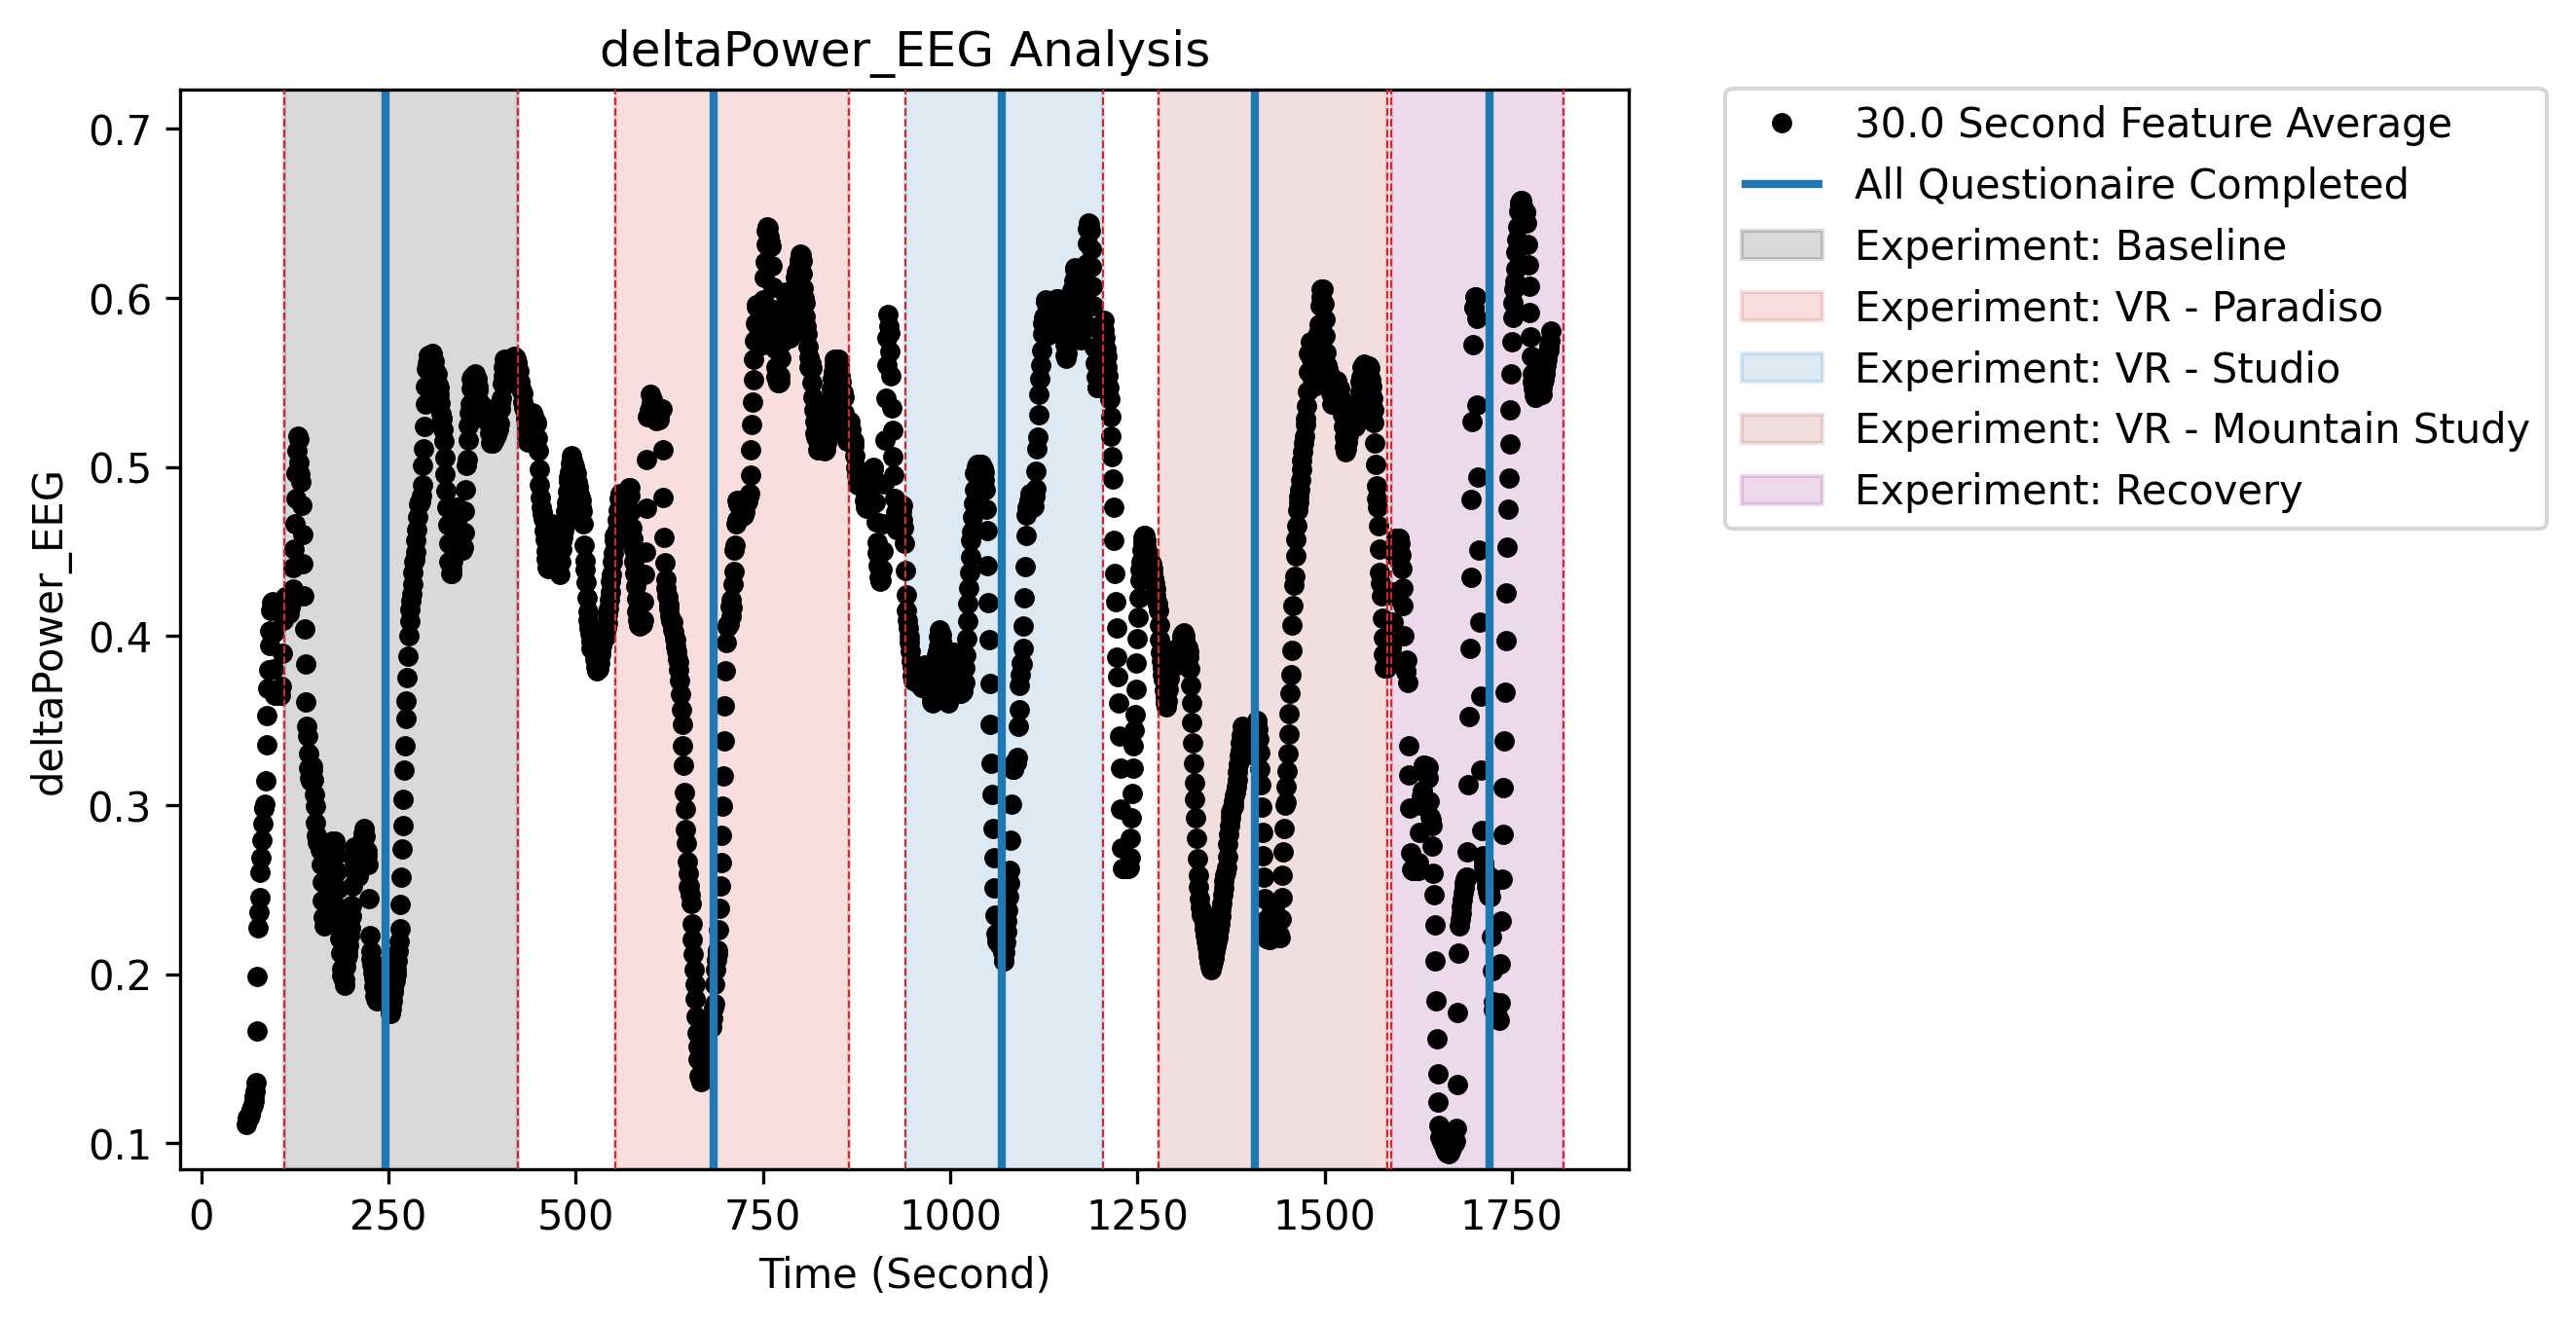 deltaPower_EEG Analysis
deltaPower_EEG
0.7
0.6
0.5
0.4
0.3
0.2
0.1
0 250 500 750 1000 1250 1500 1750
Time (Second)
30.0 Second Feature Average
All Questionaire Completed
Experiment: Baseline
Experiment: VR - Paradiso
Experiment: VR - Studio
Experiment: VR - Mountain Study
Experiment: Recovery